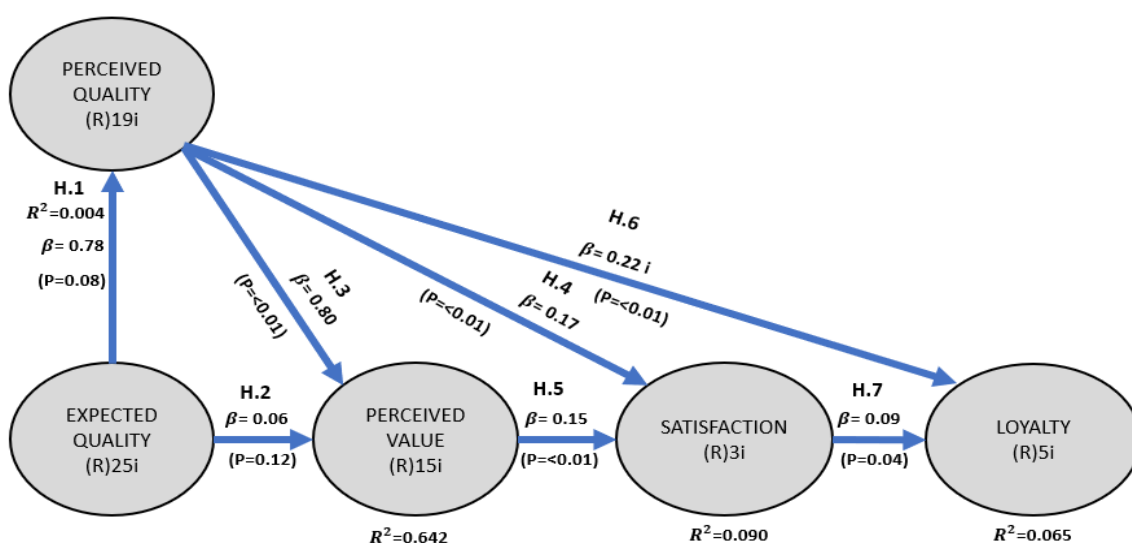 PERCEIVED
QUALITY
(R)19i
H.1
R²=0.004
β= 0.78
(P=0.08)
H.6
β= 0.22 i
(P=<0.01)
H.4
β= 0.17
(P=<0.01)
H.3
β= 0.80
(P=<0.01)
EXPECTED
QUALITY
(R)25i
H.2
β= 0.06
(P=0.12)
PERCEIVED
VALUE
(R)15i
R²=0.642
H.5
β= 0.15
(P=<0.01)
SATISFACTION
(R)3i
R²=0.090
H.7
β= 0.09
(P=0.04)
LOYALTY
(R)5i
R²=0.065